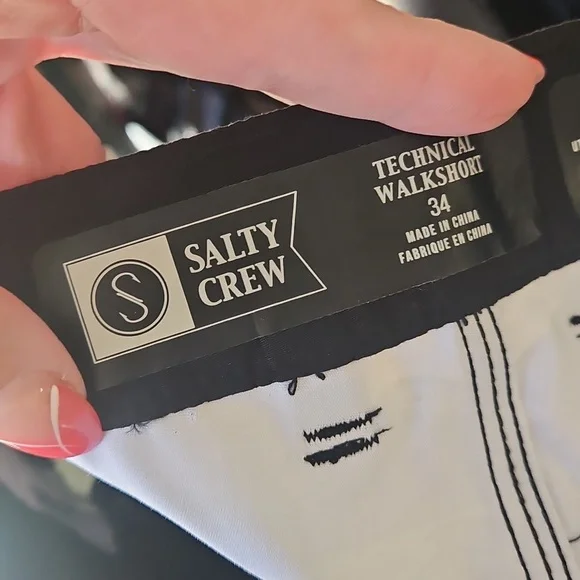 SALTY
CREW
TECHNICAL
WALKSHORT
34
MADE IN CHINA
FABRIQUE EN CHINA